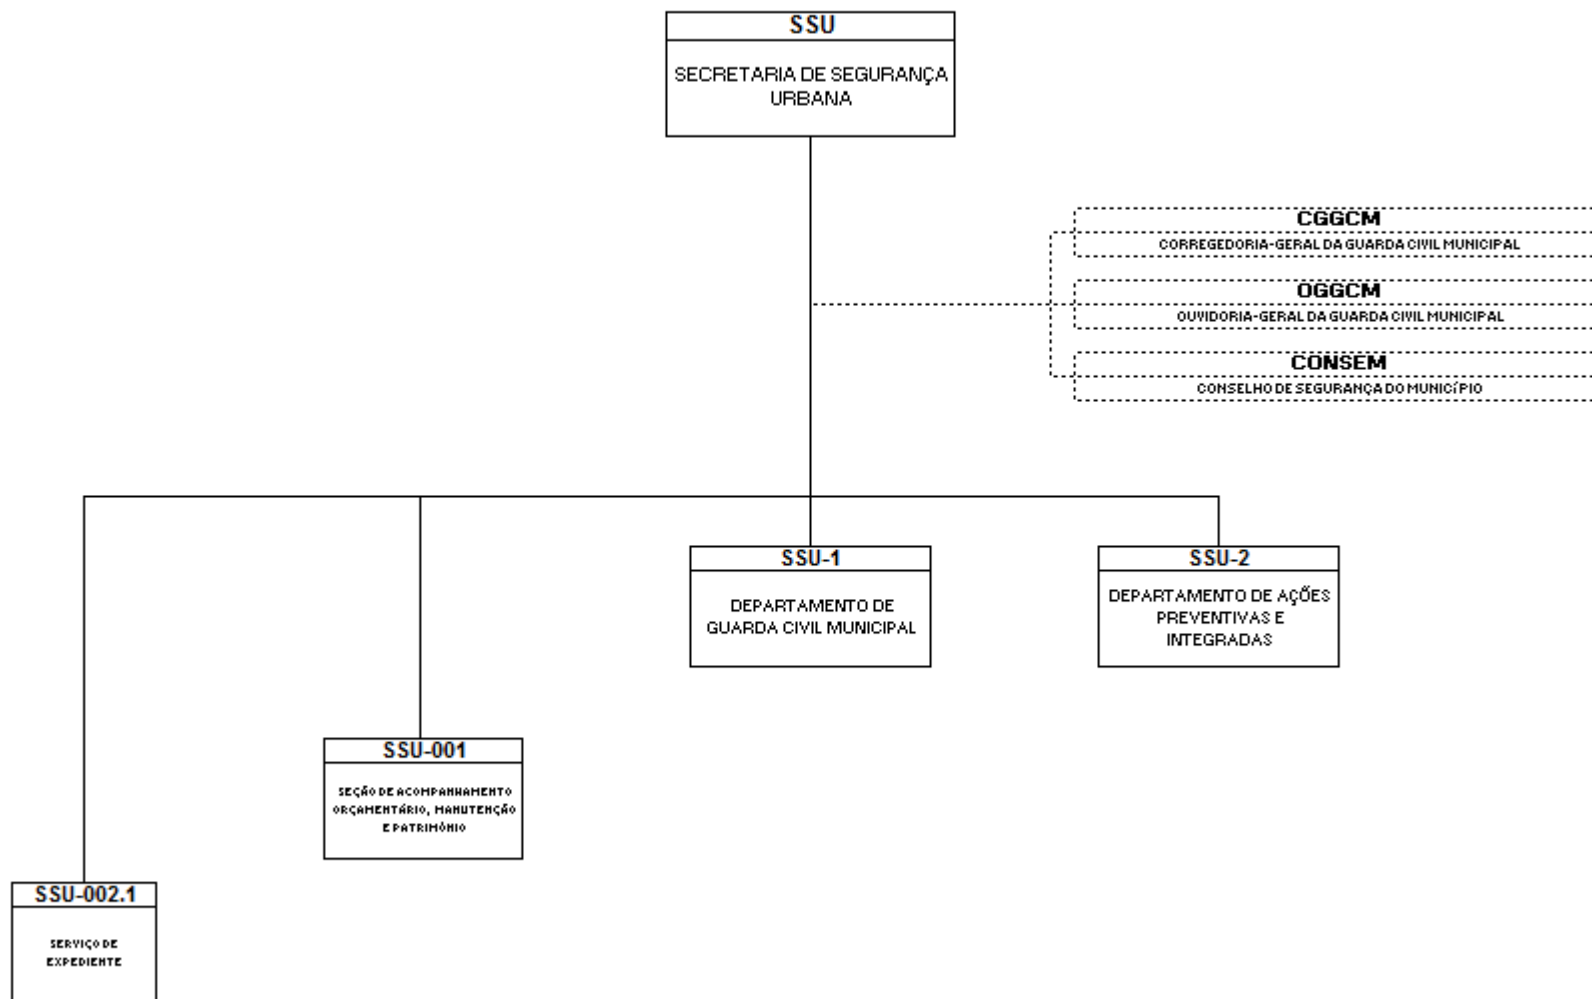 SSU
SECRETARIA DE SEGURANÇA
URBANA
CGGCM
CORREGEDORIA-GERAL DA GUARDA CIVIL MUNICIPAL
OGGCM
OUVIDORIA-GERAL DA GUARDA CIVIL MUNICIPAL
CONSEM
CONSELHO DE SEGURANÇA DO MUNICÍPIO
SSU-1
DEPARTAMENTO DE
GUARDA CIVIL MUNICIPAL
SSU-2
DEPARTAMENTO DE AÇÕES
PREVENTIVAS E
INTEGRADAS
SSU-001
SEÇÃO DE ACOMPANHAMENTO
ORÇAMENTÁRIO, MANUTENÇÃO
E PATRIMÔNIO
SSU-002.1
SERVIÇO DE
EXPEDIENTE